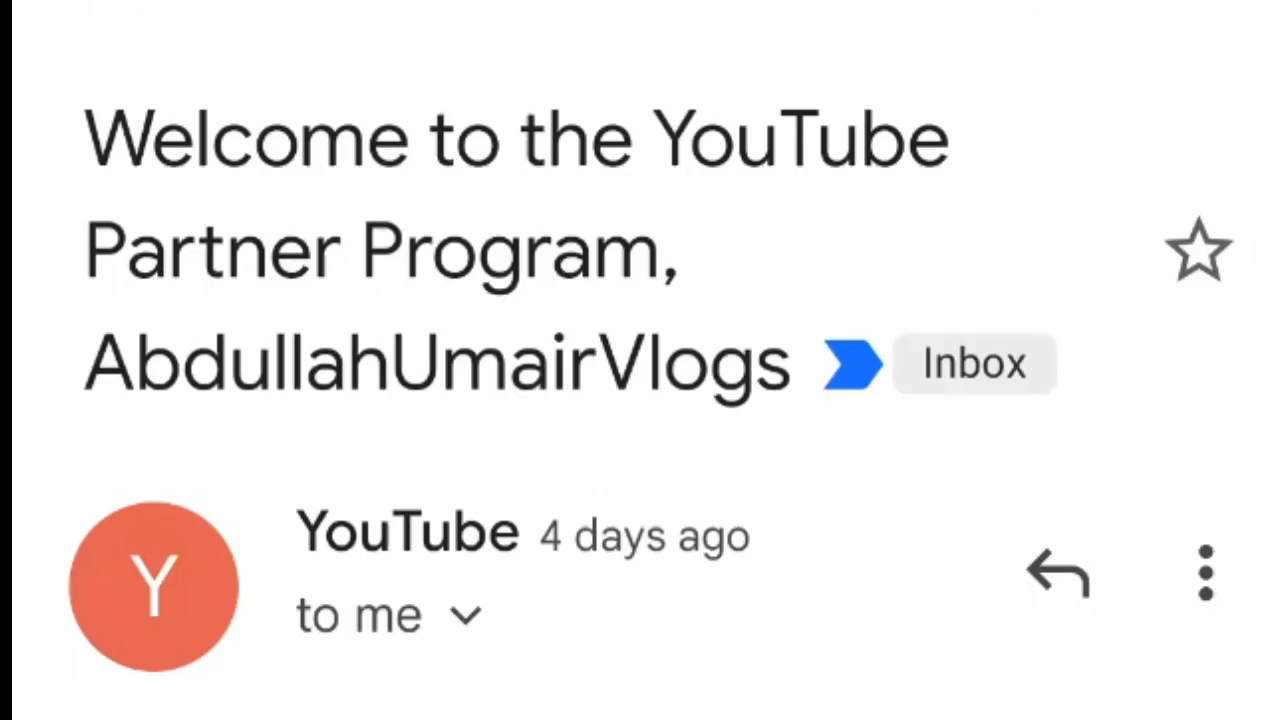 Welcome to the YouTube
Partner Program,
AbdullahUmairVlogs Inbox
Y
YouTube 4 days ago
to me